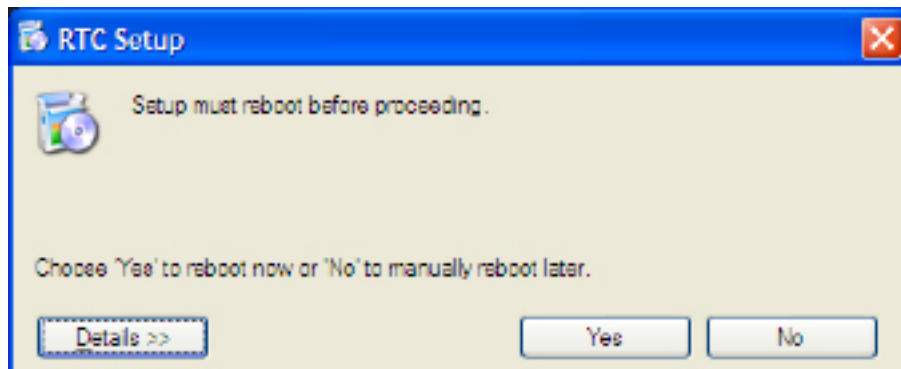 RTC Setup
Setup must reboot before proceeding.
Choose 'Yes' to reboot now or 'No' to manually reboot later.
Details >>
Yes
No